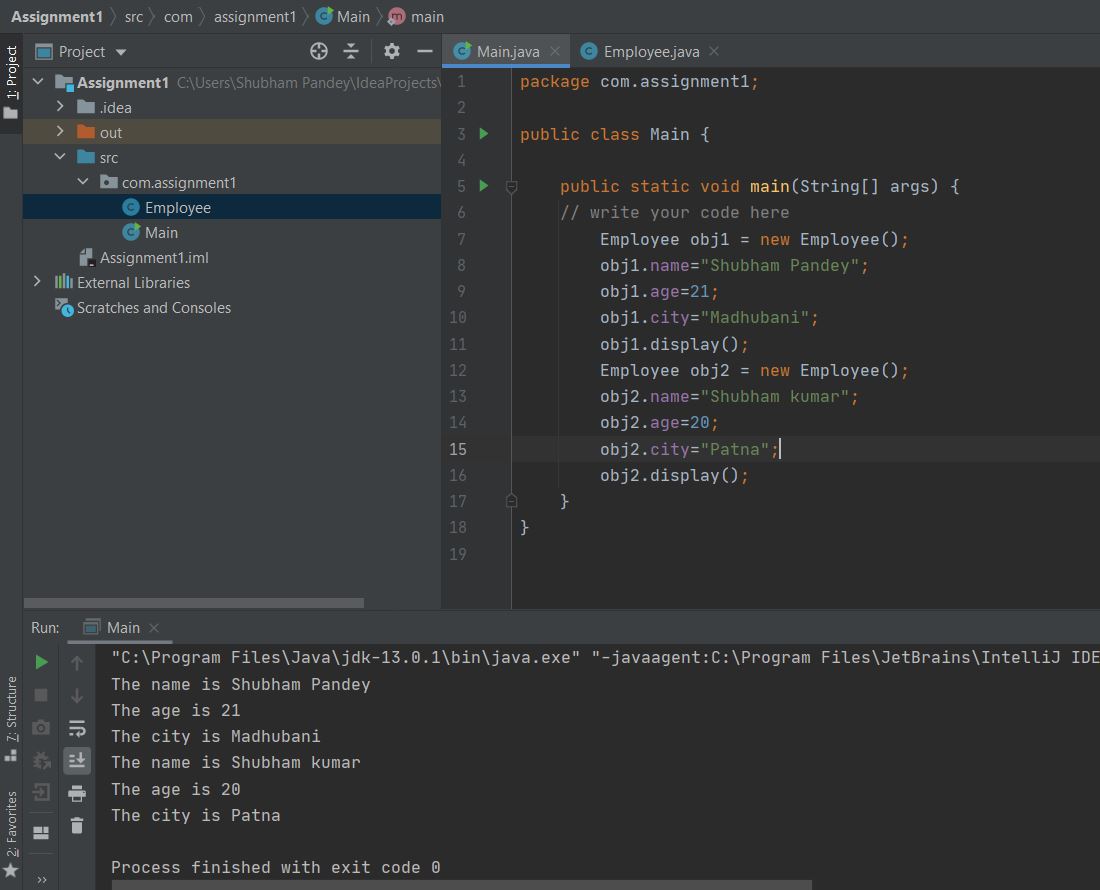 Assignment1 src com assignment1 Main main
1: Project
Project
Assignment1 C:\Users\Shubham Pandey\IdeaProjects\
.idea
out
src
com.assignment1
Employee
Main
Assignment1.iml
External Libraries
Scratches and Consoles
Main.java Employee.java
1 package com.assignment1;
2
3 public class Main {
4
5 public static void main(String[] args) {
6 // write your code here
7 Employee obj1 = new Employee();
8 obj1.name="Shubham Pandey";
9 obj1.age=21;
10 obj1.city="Madhubani";
11 obj1.display();
12 Employee obj2 = new Employee();
13 obj2.name="Shubham kumar";
14 obj2.age=20;
15 obj2.city="Patna";
16 obj2.display();
17 }
18 }
19
Run: Main
"C:\Program Files\Java\jdk-13.0.1\bin\java.exe" "-javaagent:C:\Program Files\JetBrains\IntelliJ IDE
The name is Shubham Pandey
The age is 21
The city is Madhubani
The name is Shubham kumar
The age is 20
The city is Patna
Process finished with exit code 0
7: Structure
2: Favorites